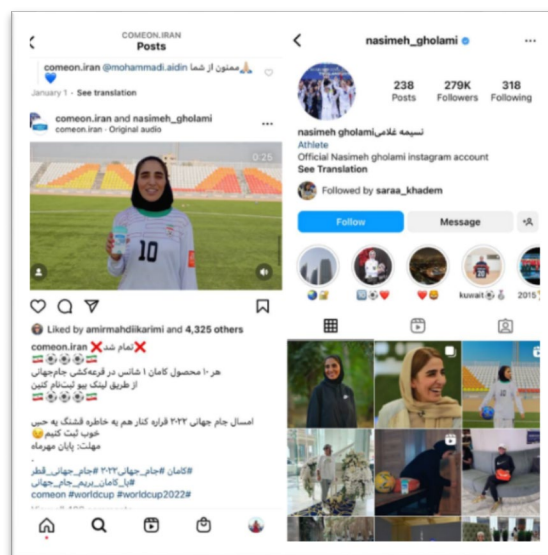 COMEON.IRAN
Posts
comeon.iran @mohammadi.aidin ممنون از شما🙏🏼
💙
January 1 · See translation
comeon.iran and nasimeh_gholami
comeon.iran · Original audio
0:25
10
Liked by amirmahdiikarimi and 4,325 others
comeon.iran ❌تمام شد❌
🇮🇷⚽⚽⚽🇮🇷
هر ۱۰ محصول کامان ۱ شانس در قرعه‌کشی جام‌جهانی
از طریق لینک بیو ثبت‌نام کنین
🇮🇷⚽⚽⚽🇮🇷
امسال جام جهانی ۲۰۲۲ قراره کنار هم یه خاطره قشنگ یه حس
خوب ثبت کنیم😉
مهلت: پایان مهرماه
.
#کامان #جام_جهانی۲۰۲۲ #جام_جهانی_قطر
#با_کامان_بریم_جام_جهانی
comeon #worldcup #worldcup2022#
nasimeh_gholami
238
279K
318
Posts
Followers
Following
nasimeh gholamiنسیمه غلامی
Athlete
Official Nasimeh gholami instagram account
See Translation
Followed by saraa_khadem
Follow
Message
🌏
🔟⚽❤️
❤️
kuwait⚽🥈
2015